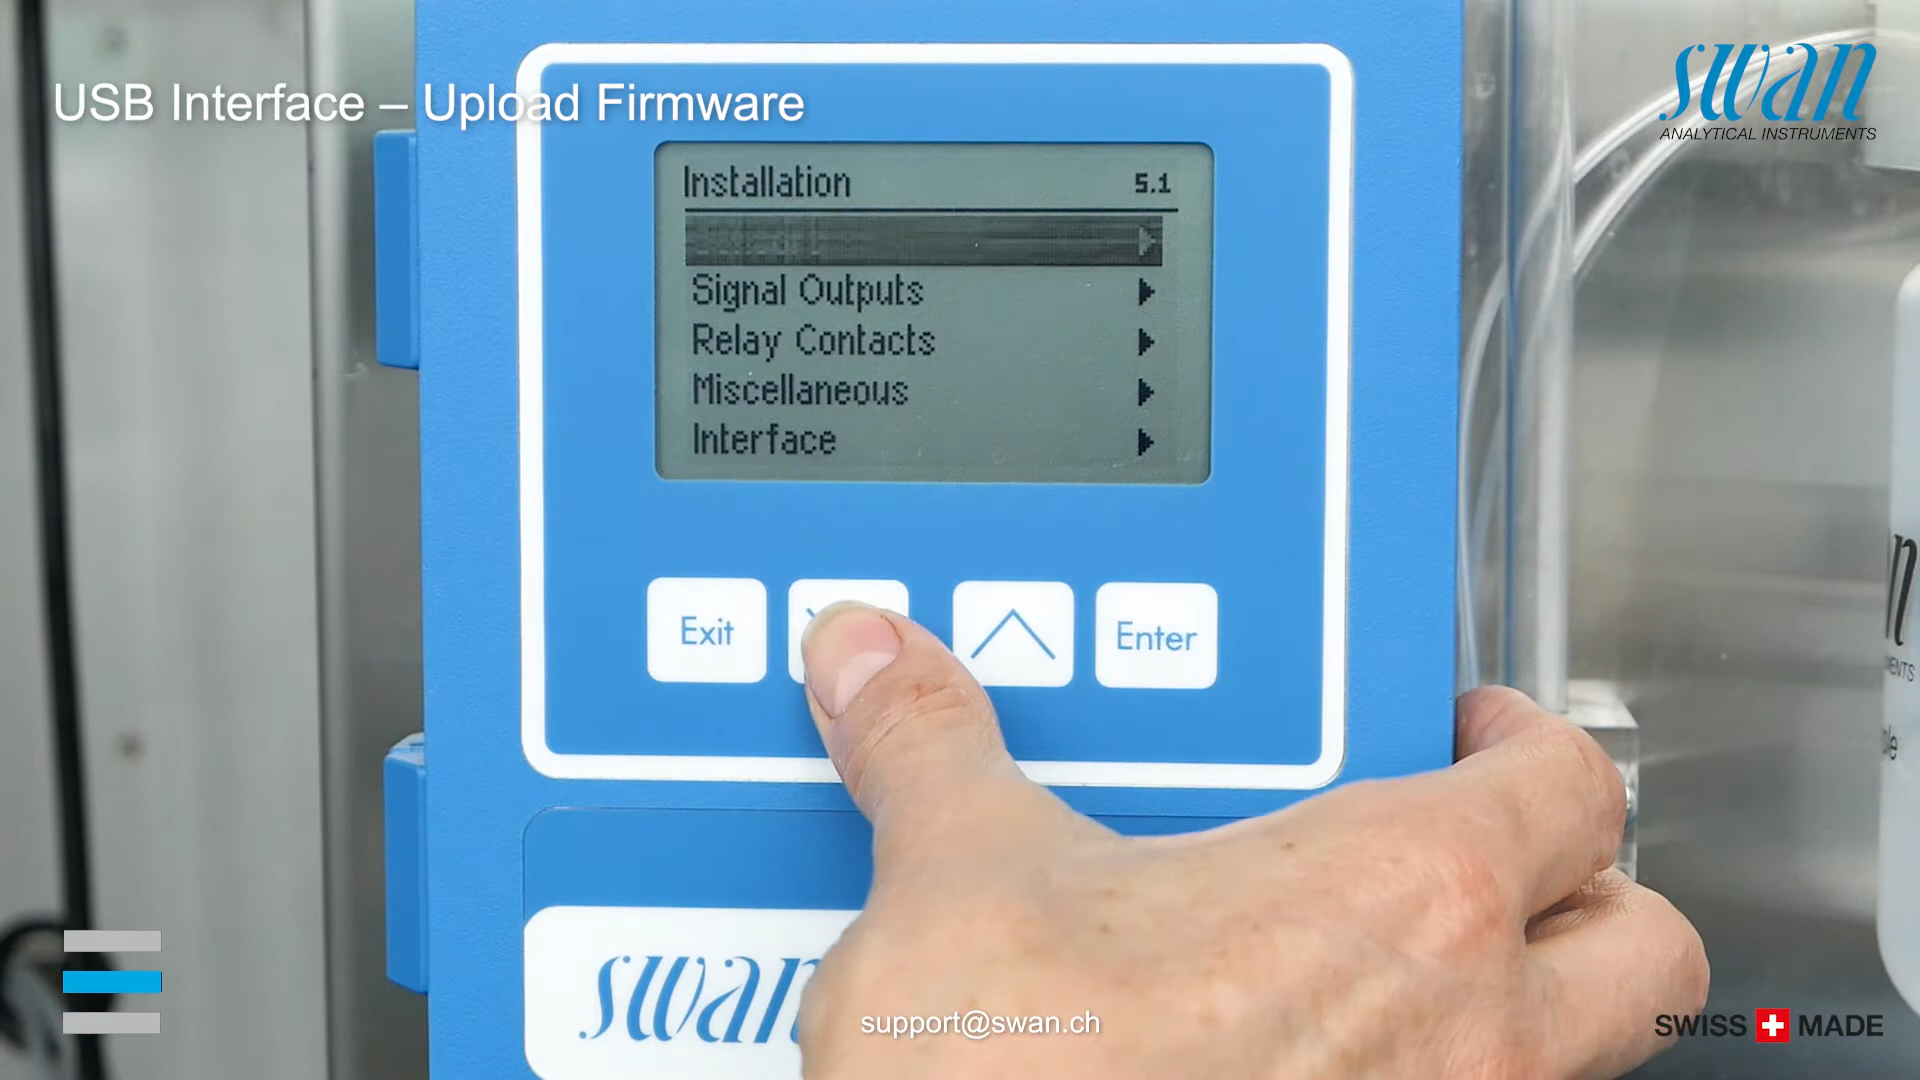 USB Interface – Upload Firmware
swan
ANALYTICAL INSTRUMENTS
Installation 5.1
Signal Outputs
Relay Contacts
Miscellaneous
Interface
Exit
Enter
swan
support@swan.ch
SWISS MADE